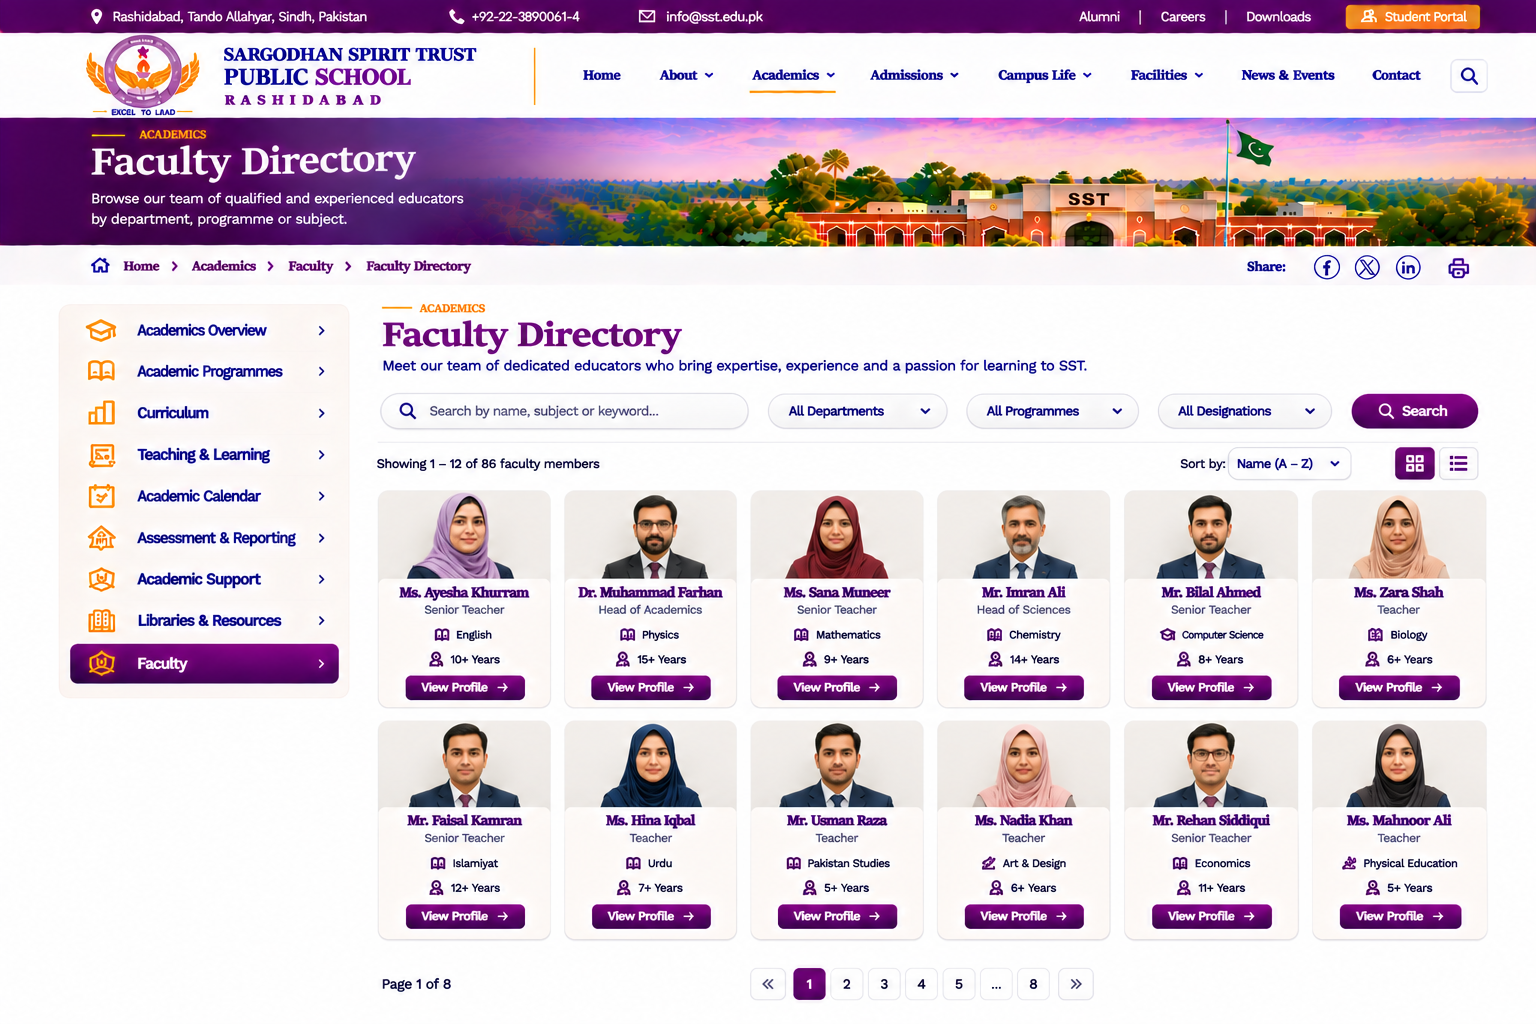 Rashidabad, Tando Allahyar, Sindh, Pakistan
+92-22-3890061-4
info@sst.edu.pk
Alumni | Careers | Downloads
Student Portal
SARGODHAN SPIRIT TRUST
PUBLIC SCHOOL
RASHIDABAD
EXCEL TO LEAD
Home
About
Academics
Admissions
Campus Life
Facilities
News & Events
Contact
ACADEMICS
Faculty Directory
Browse our team of qualified and experienced educators
by department, programme or subject.
SST
Home > Academics > Faculty > Faculty Directory
Share:
Academics Overview
Academic Programmes
Curriculum
Teaching & Learning
Academic Calendar
Assessment & Reporting
Academic Support
Libraries & Resources
Faculty
ACADEMICS
Faculty Directory
Meet our team of dedicated educators who bring expertise, experience and a passion for learning to SST.
Search by name, subject or keyword...
All Departments
All Programmes
All Designations
Search
Showing 1 – 12 of 86 faculty members
Sort by: Name (A – Z)
Ms. Ayesha Khurram
Senior Teacher
English
10+ Years
View Profile →
Dr. Muhammad Farhan
Head of Academics
Physics
15+ Years
View Profile →
Ms. Sana Muneer
Senior Teacher
Mathematics
9+ Years
View Profile →
Mr. Imran Ali
Head of Sciences
Chemistry
14+ Years
View Profile →
Mr. Bilal Ahmed
Senior Teacher
Computer Science
8+ Years
View Profile →
Ms. Zara Shah
Teacher
Biology
6+ Years
View Profile →
Mr. Faisal Kamran
Senior Teacher
Islamiyat
12+ Years
View Profile →
Ms. Hina Iqbal
Teacher
Urdu
7+ Years
View Profile →
Mr. Usman Raza
Teacher
Pakistan Studies
5+ Years
View Profile →
Ms. Nadia Khan
Teacher
Art & Design
6+ Years
View Profile →
Mr. Rehan Siddiqui
Senior Teacher
Economics
11+ Years
View Profile →
Ms. Mahnoor Ali
Teacher
Physical Education
5+ Years
View Profile →
Page 1 of 8
« 1 2 3 4 5 ... 8 »